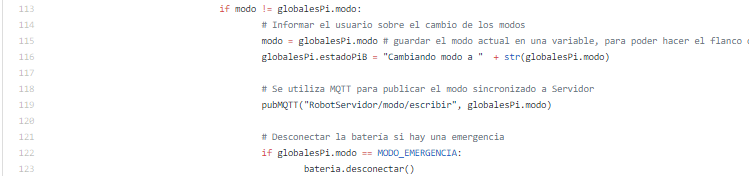 113 if modo != globalesPi.modo:
114 # Informar el usuario sobre el cambio de los modos
115 modo = globalesPi.modo # guardar el modo actual en una variable, para poder hacer el flanco
116 globalesPi.estadoPiB = "Cambiando modo a " + str(globalesPi.modo)
117
118 # Se utiliza MQTT para publicar el modo sincronizado a Servidor
119 pubMQTT("RobotServidor/modo/escribir", globalesPi.modo)
120
121 # Desconectar la batería si hay una emergencia
122 if globalesPi.modo == MODO_EMERGENCIA:
123 bateria.desconectar()